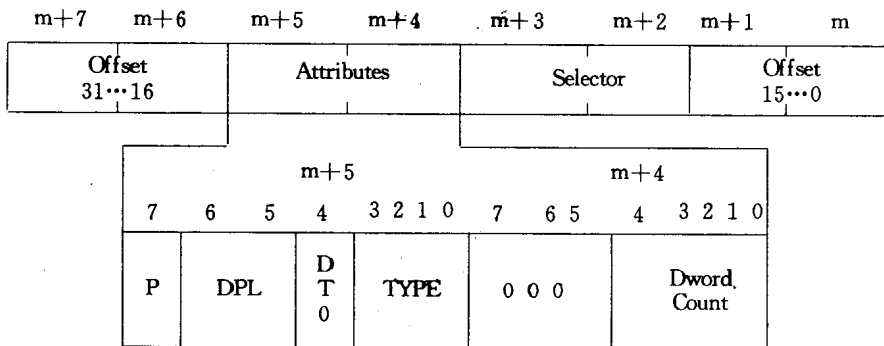 m+7 m+6 m+5 m+4 m+3 m+2 m+1 m
Offset
31…16
Attributes
Selector
Offset
15…0
m+5 m+4
7 6 5 4 3 2 1 0 7 6 5 4 3 2 1 0
P
DPL
D
T
0
TYPE
0 0 0
Dword
Count